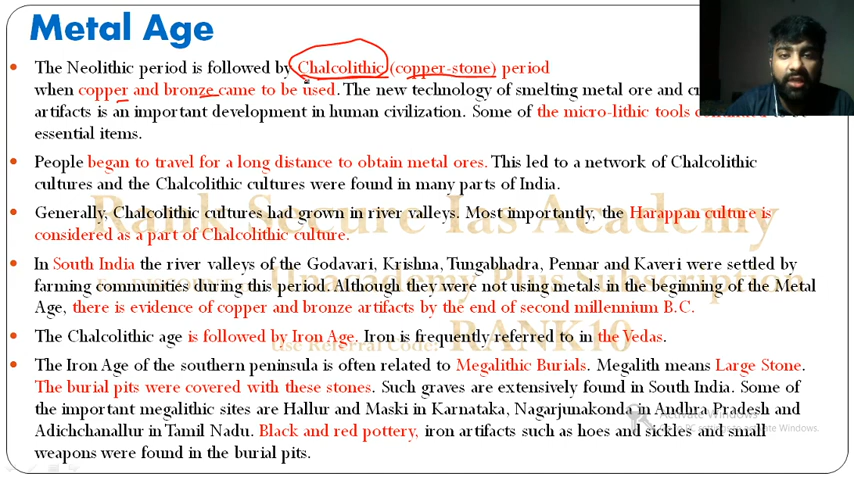 Metal Age
• The Neolithic period is followed by Chalcolithic (copper-stone) period
when copper and bronze came to be used. The new technology of smelting metal ore and
artifacts is an important development in human civilization. Some of the micro-lithic tools
essential items.
• People began to travel for a long distance to obtain metal ores. This led to a network of Chalcolithic
cultures and the Chalcolithic cultures were found in many parts of India.
Rank Secure Ias Academy
• Generally, Chalcolithic cultures had grown in river valleys. Most importantly, the Harappan culture is
considered as a part of Chalcolithic culture.
• In South India the river valleys of the Godavari, Krishna, Tungabhadra, Pennar and Kaveri were settled by
Unacademy Plus Subscription
farming communities during this period. Although they were not using metals in the beginning of the Metal
Age, there is evidence of copper and bronze artifacts by the end of second millennium B.C.
• The Chalcolithic age is followed by Iron Age. Iron is frequently referred to in the Vedas.
Use Referral Code: RANK10
• The Iron Age of the southern peninsula is often related to Megalithic Burials. Megalith means Large Stone.
The burial pits were covered with these stones. Such graves are extensively found in South India. Some of
the important megalithic sites are Hallur and Maski in Karnataka, Nagarjunakonda in Andhra Pradesh and
Activate Windows
Adichchanallur in Tamil Nadu. Black and red pottery, iron artifacts such as hoes and sickles and small
to activate Windows.
weapons were found in the burial pits.